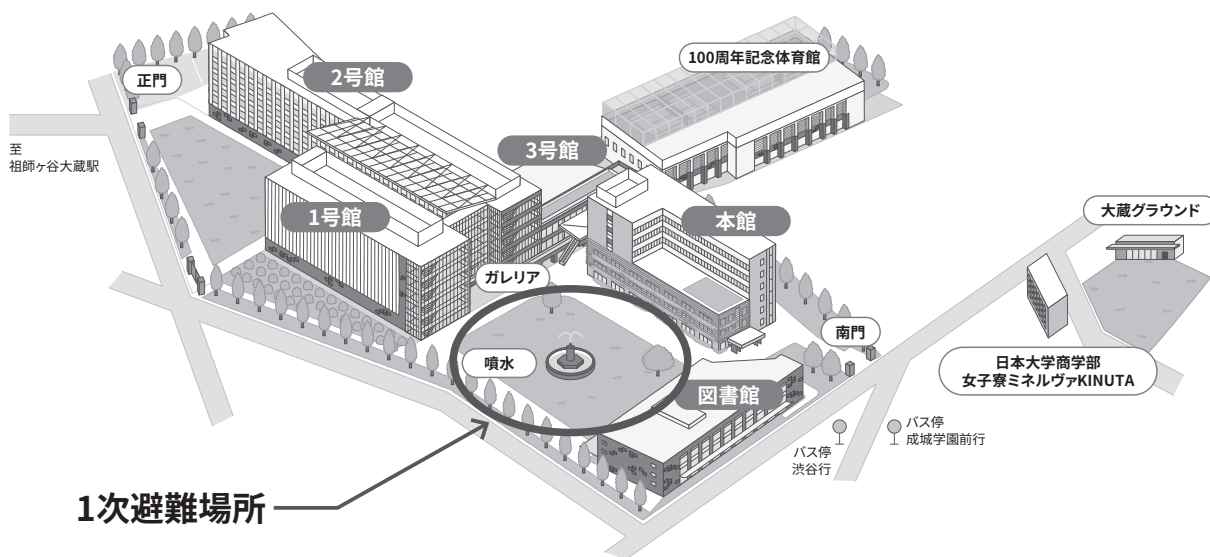 100周年記念体育館
正門
2号館
至
祖師ヶ谷大蔵駅
3号館
1号館
本館
大蔵グラウンド
ガレリア
南門
噴水
日本大学商学部
女子寮ミネルヴァKINUTA
図書館
バス停
成城学園前行
バス停
渋谷行
1次避難場所